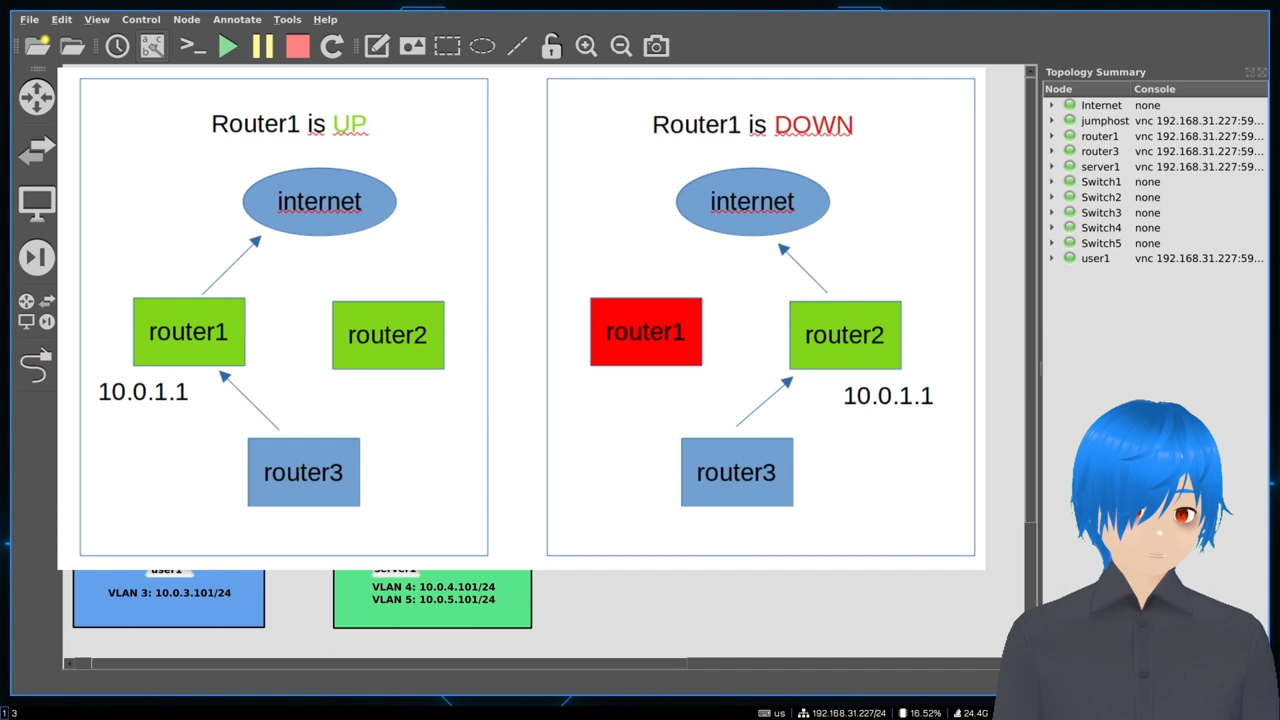 File Edit View Control Node Annotate Tools Help
Router1 is UP
internet
router1
router2
10.0.1.1
router3
Router1 is DOWN
internet
router1
router2
10.0.1.1
router3
user1
VLAN 3: 10.0.3.101/24
server1
VLAN 4: 10.0.4.101/24
VLAN 5: 10.0.5.101/24
Topology Summary
Node Console
Internet none
jumphost vnc 192.168.31.227:59...
router1 vnc 192.168.31.227:59...
router3 vnc 192.168.31.227:59...
server1 vnc 192.168.31.227:59...
Switch1 none
Switch2 none
Switch3 none
Switch4 none
Switch5 none
user1 vnc 192.168.31.227:59...
1 3
us 192.168.31.227/24 16.52% 24.4G